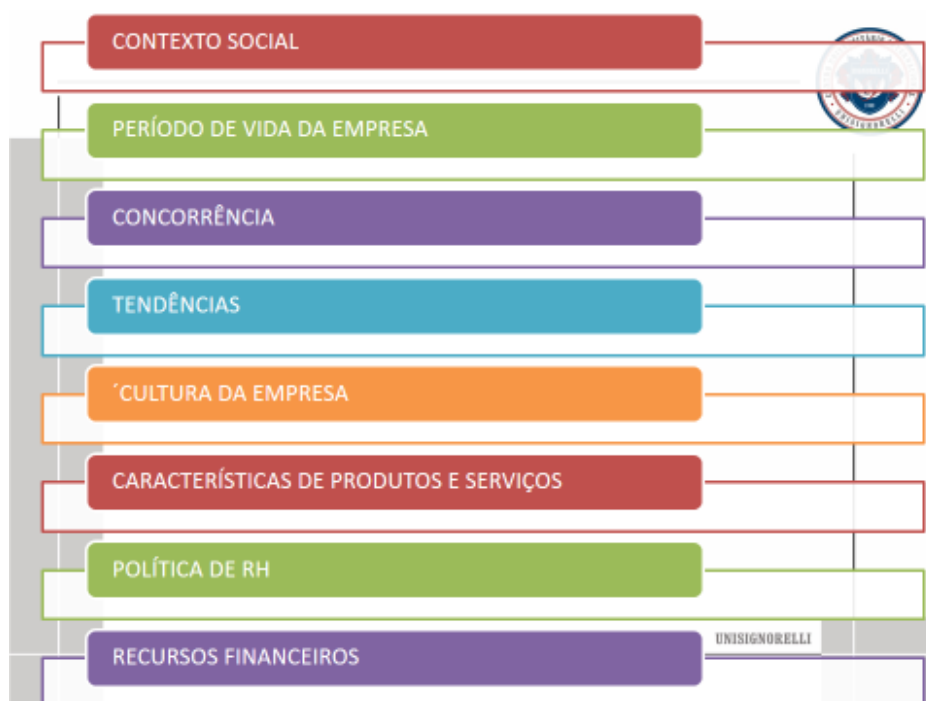 CONTEXTO SOCIAL
PERÍODO DE VIDA DA EMPRESA
CONCORRÊNCIA
TENDÊNCIAS
´CULTURA DA EMPRESA
CARACTERÍSTICAS DE PRODUTOS E SERVIÇOS
POLÍTICA DE RH
UNISIGNORELLI
RECURSOS FINANCEIROS
UNISIGNORELLI